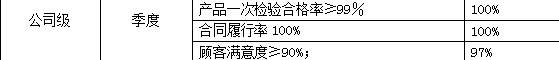 公司级 季度 产品一次检验合格率≥99% 100%
合同履行率 100% 100%
顾客满意度≥90%； 97%